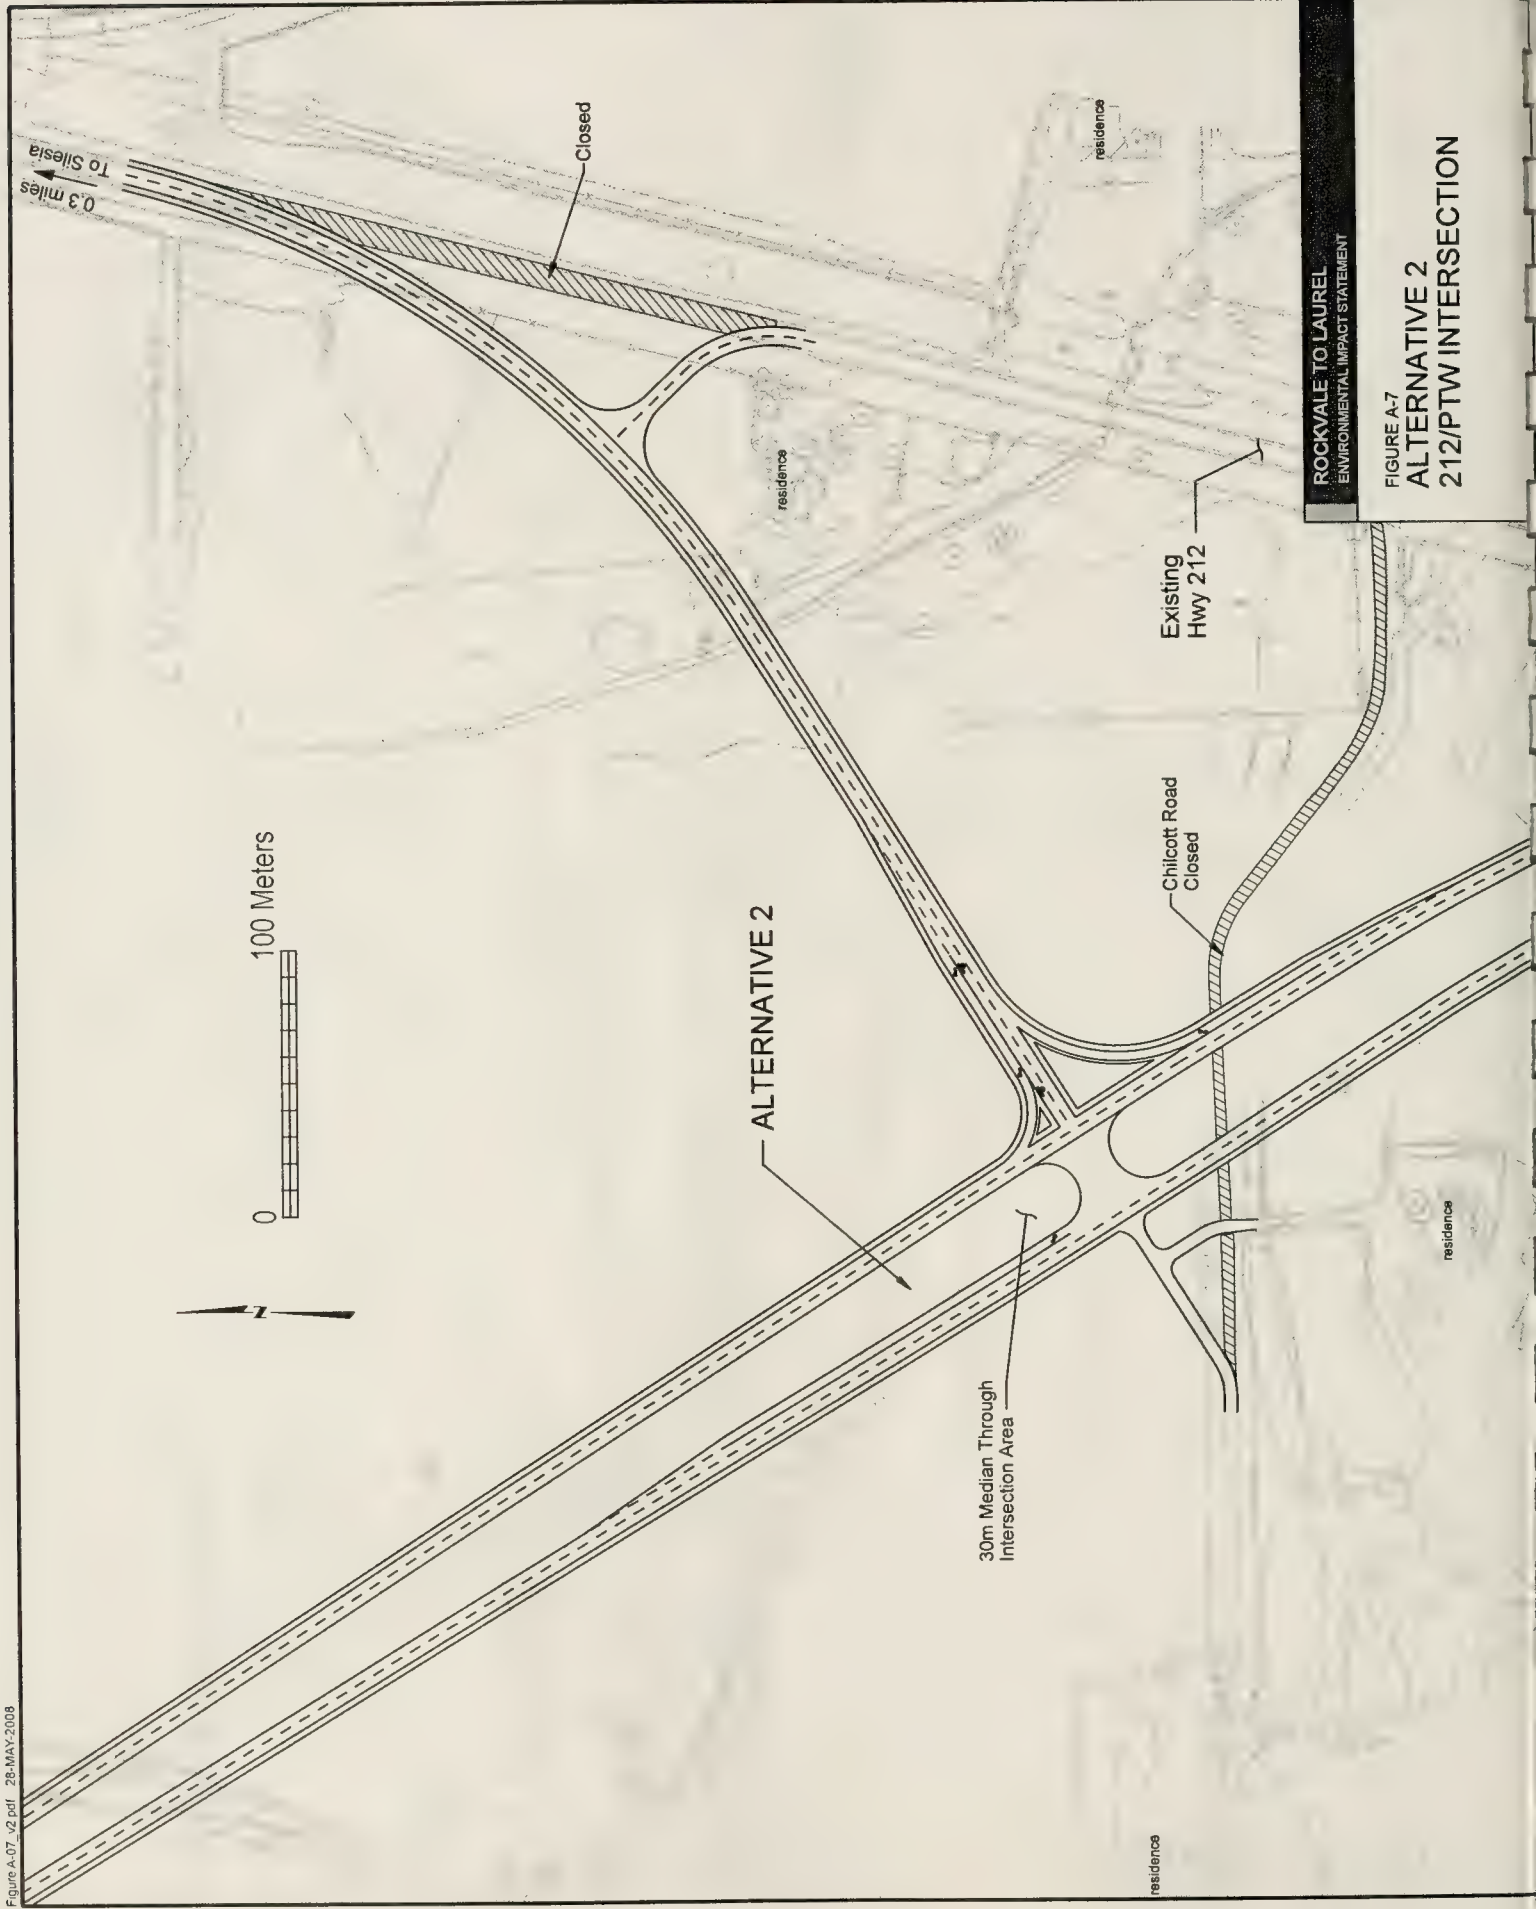 Figure A-07_v2.pdf 28-MAY-2008
0.3 miles
To Silesia
Closed
residence
0
100 Meters
N
ALTERNATIVE 2
residence
Existing
Hwy 212
Chilcott Road
Closed
30m Median Through
Intersection Area
residence
residence
ROCKVALE TO LAUREL
ENVIRONMENTAL IMPACT STATEMENT
FIGURE A-7
ALTERNATIVE 2
212/PTW INTERSECTION